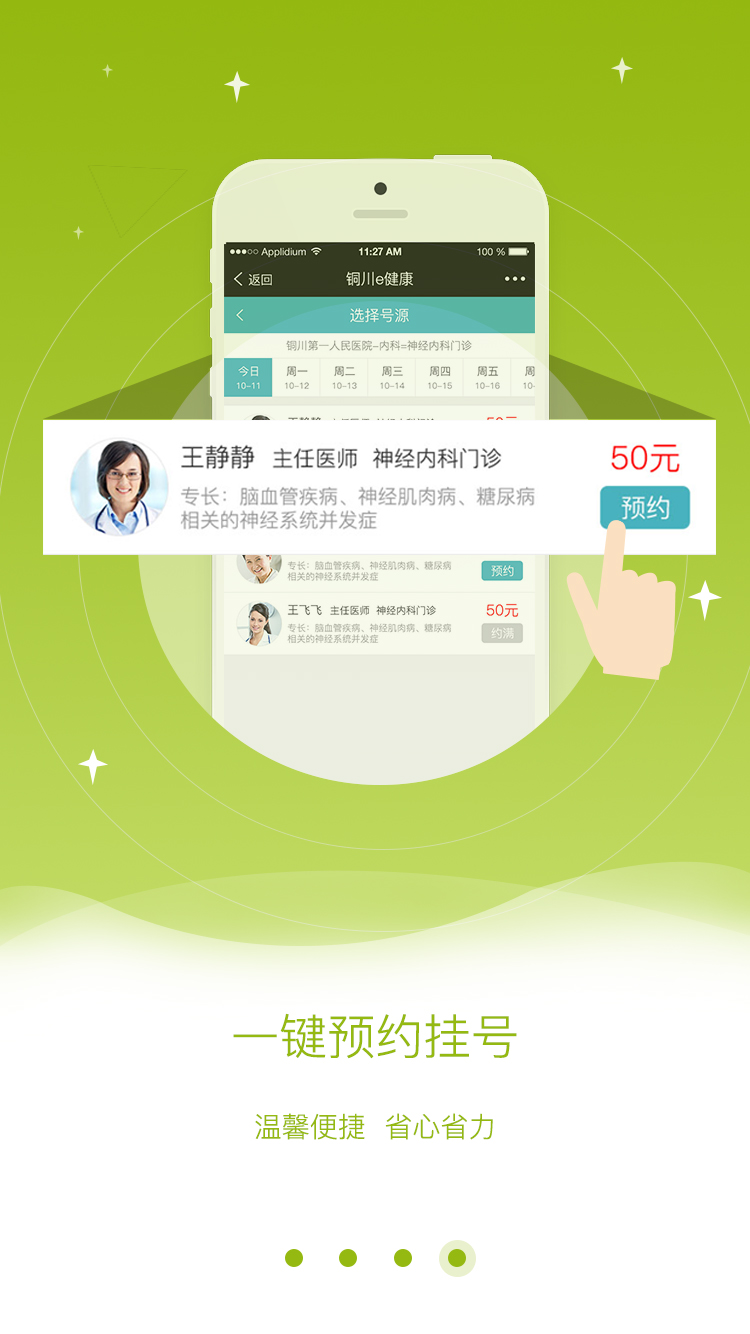 Applidium 11:27 AM 100 %
返回 铜川e健康
选择号源
铜川第一人民医院-内科=神经内科门诊
今日 周一 周二 周三 周四 周五 周
10-11 10-12 10-13 10-14 10-15 10-16 10-
王静静 主任医师 神经内科门诊 50元
专长：脑血管疾病、神经肌肉病、糖尿病
相关的神经系统并发症
预约
专长：脑血管疾病、神经肌肉病、糖尿病
相关的神经系统并发症
预约
王飞飞 主任医师 神经内科门诊 50元
专长：脑血管疾病、神经肌肉病、糖尿病
相关的神经系统并发症
约满
一键预约挂号
温馨便捷 省心省力